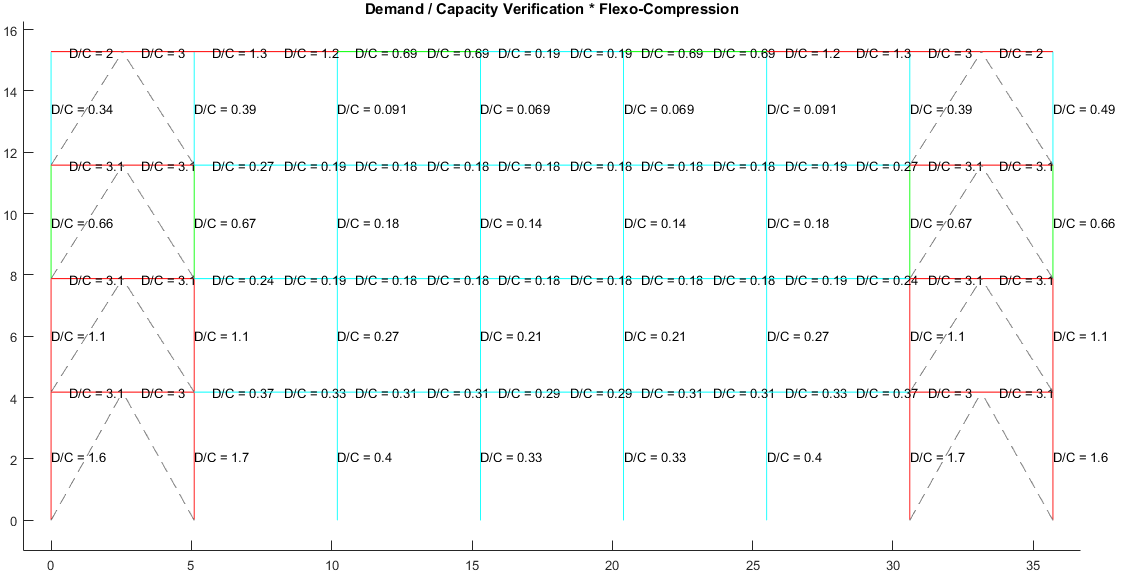 Demand / Capacity Verification * Flexo-Compression
16
D/C = 2 D/C = 3 D/C = 1.3 D/C = 1.2 D/C = 0.69 D/C = 0.69 D/C = 0.19 D/C = 0.19 D/C = 0.69 D/C = 0.69 D/C = 1.2 D/C = 1.3 D/C = 3 D/C = 2
14
D/C = 0.34 D/C = 0.39 D/C = 0.091 D/C = 0.069 D/C = 0.069 D/C = 0.091 D/C = 0.39 D/C = 0.49
12
D/C = 3.1 D/C = 3.1 D/C = 0.27 D/C = 0.19 D/C = 0.18 D/C = 0.18 D/C = 0.18 D/C = 0.18 D/C = 0.18 D/C = 0.18 D/C = 0.19 D/C = 0.27 D/C = 3.1 D/C = 3.1
10
D/C = 0.66 D/C = 0.67 D/C = 0.18 D/C = 0.14 D/C = 0.14 D/C = 0.18 D/C = 0.67 D/C = 0.66
8
D/C = 3.1 D/C = 3.1 D/C = 0.24 D/C = 0.19 D/C = 0.18 D/C = 0.18 D/C = 0.18 D/C = 0.18 D/C = 0.18 D/C = 0.18 D/C = 0.19 D/C = 0.24 D/C = 3.1 D/C = 3.1
6
D/C = 1.1 D/C = 1.1 D/C = 0.27 D/C = 0.21 D/C = 0.21 D/C = 0.27 D/C = 1.1 D/C = 1.1
4
D/C = 3.1 D/C = 3 D/C = 0.37 D/C = 0.33 D/C = 0.31 D/C = 0.31 D/C = 0.29 D/C = 0.29 D/C = 0.31 D/C = 0.31 D/C = 0.33 D/C = 0.37 D/C = 3 D/C = 3.1
2
D/C = 1.6 D/C = 1.7 D/C = 0.4 D/C = 0.33 D/C = 0.33 D/C = 0.4 D/C = 1.7 D/C = 1.6
0
0 5 10 15 20 25 30 35